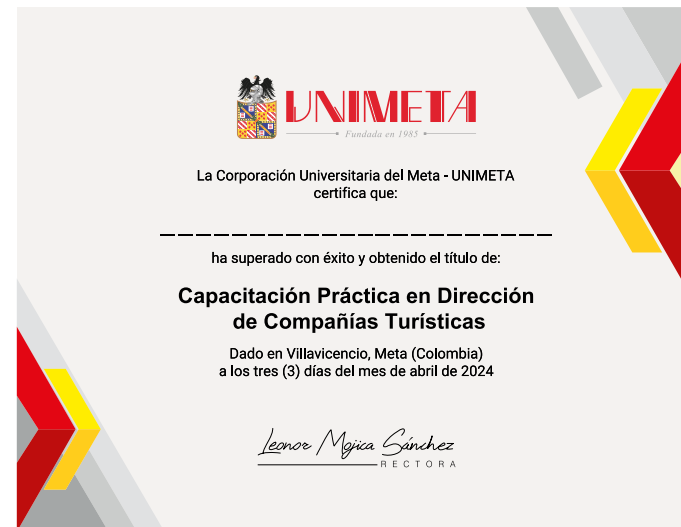 UNIMETA
Fundada en 1985
La Corporación Universitaria del Meta - UNIMETA
certifica que:
ha superado con éxito y obtenido el título de:
Capacitación Práctica en Dirección
de Compañías Turísticas
Dado en Villavicencio, Meta (Colombia)
a los tres (3) días del mes de abril de 2024
Leonor Mojica Sánchez
RECTORA